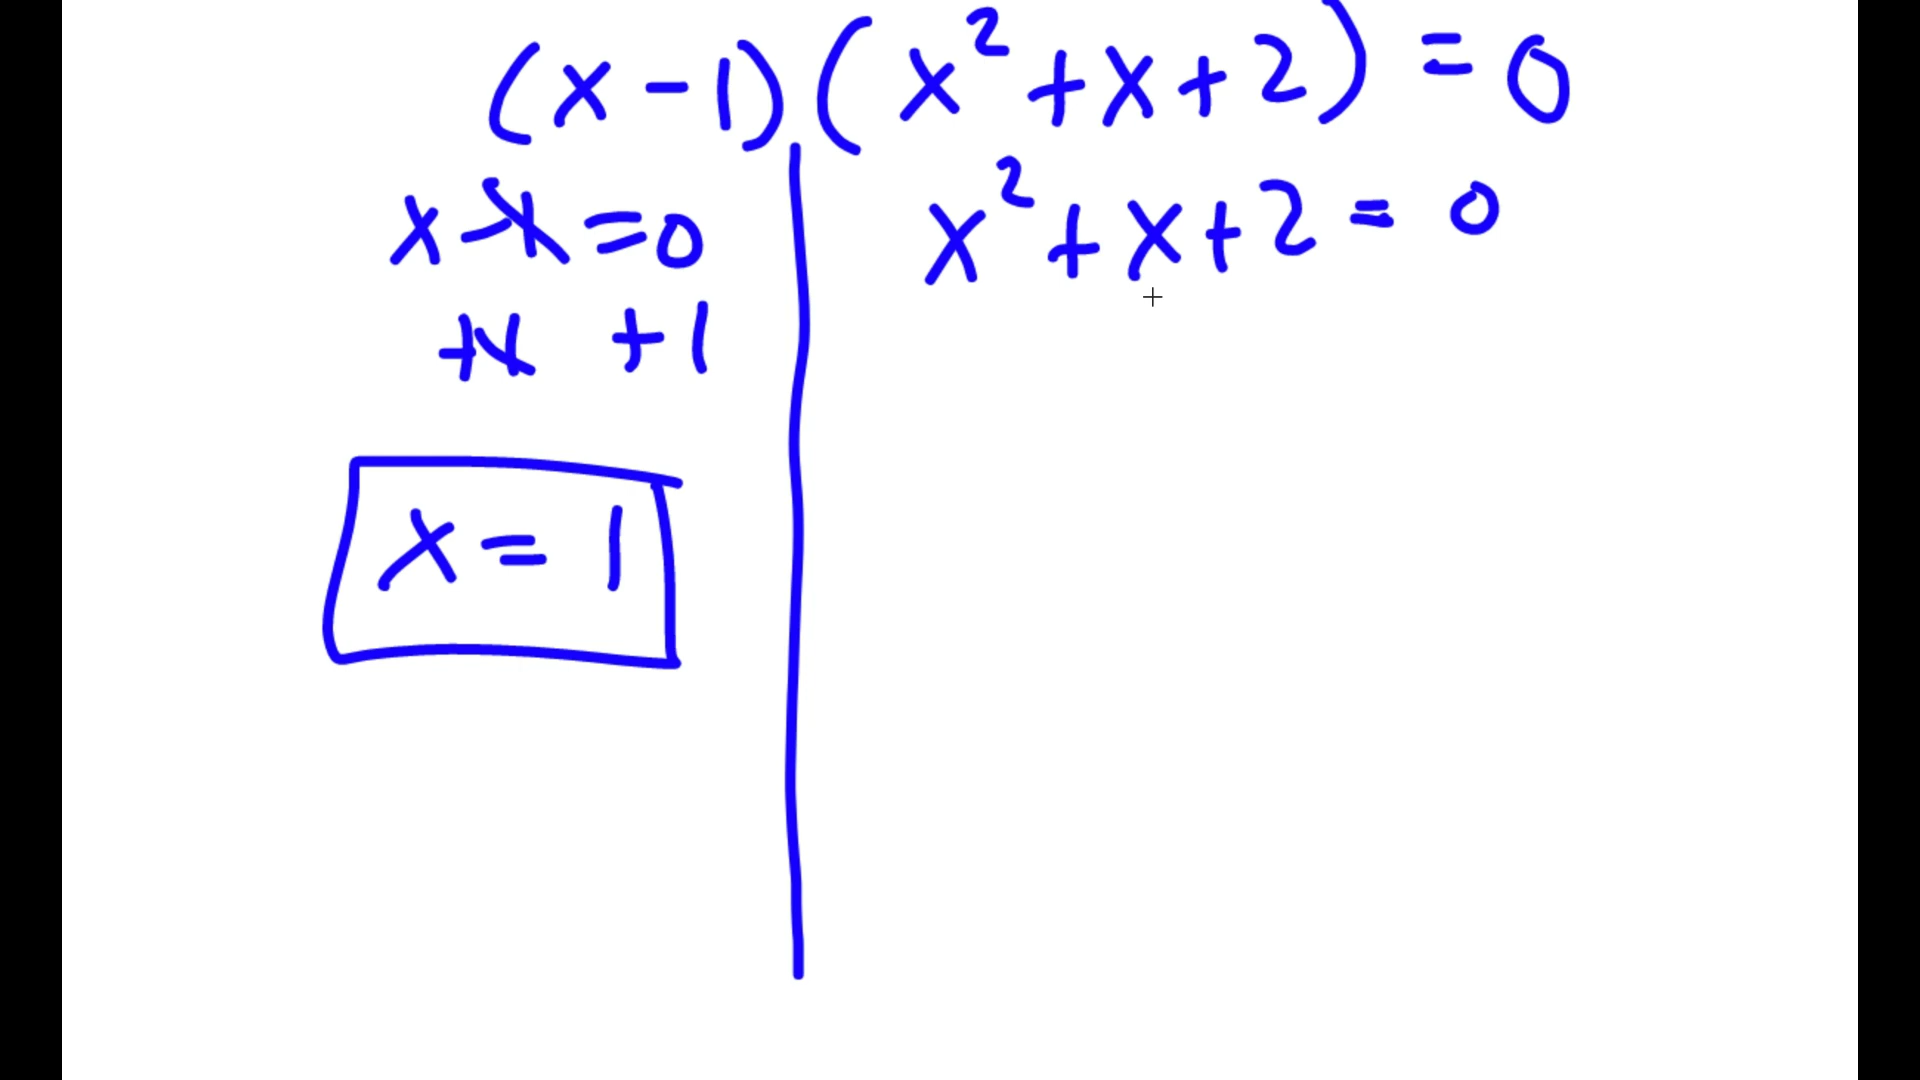 (x - 1)(x² + x + 2) = 0
x - 1 = 0
+1 +1
x = 1
x² + x + 2 = 0